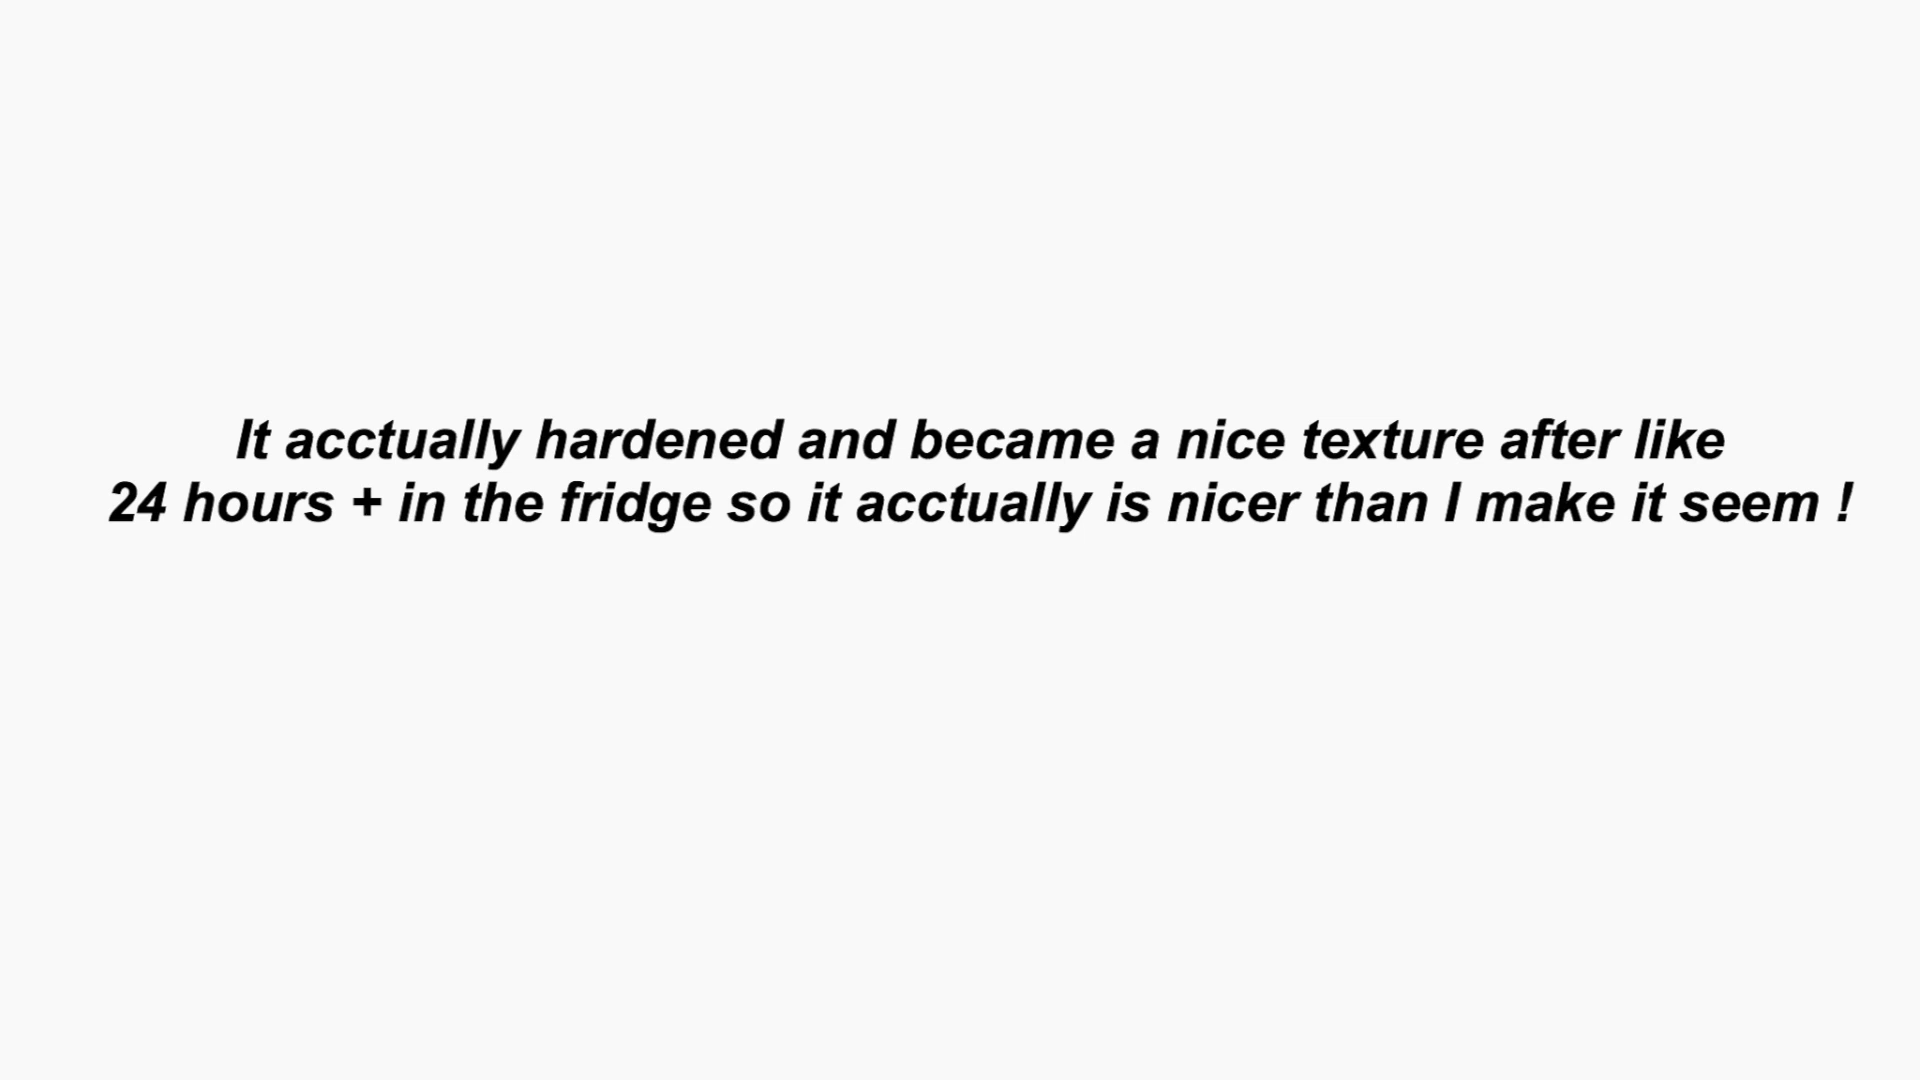 It acctually hardened and became a nice texture after like
24 hours + in the fridge so it acctually is nicer than I make it seem !